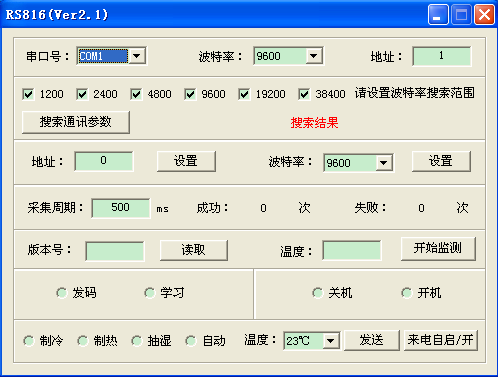 RS816(Ver2.1)
串口号： COM1 波特率： 9600 地址： 1
1200 2400 4800 9600 19200 38400 请设置波特率搜索范围
搜索通讯参数 搜索结果
地址： 0 设置 波特率： 9600 设置
采集周期： 500 ms 成功： 0 次 失败： 0 次
版本号： 读取 温度： 开始监测
发码 学习 关机 开机
制冷 制热 抽湿 自动 温度： 23℃ 发送 来电自启/开